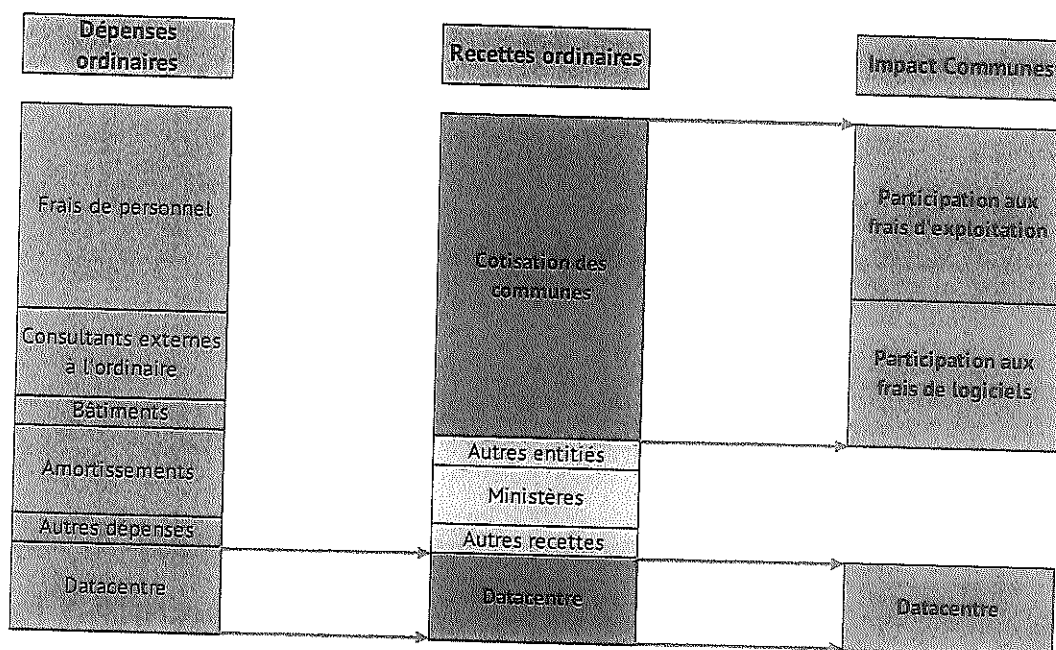 Dépenses
ordinaires
Frais de personnel
Consultants externes
à l'ordinaire
Bâtiments
Amortissements
Autres dépenses
Datacentre
Recettes ordinaires
Cotisation des
communes
Autres entitiés
Ministères
Autres recettes
Datacentre
Impact Communes
Participation aux
frais d'exploitation
Participation aux
frais de logiciels
Datacentre